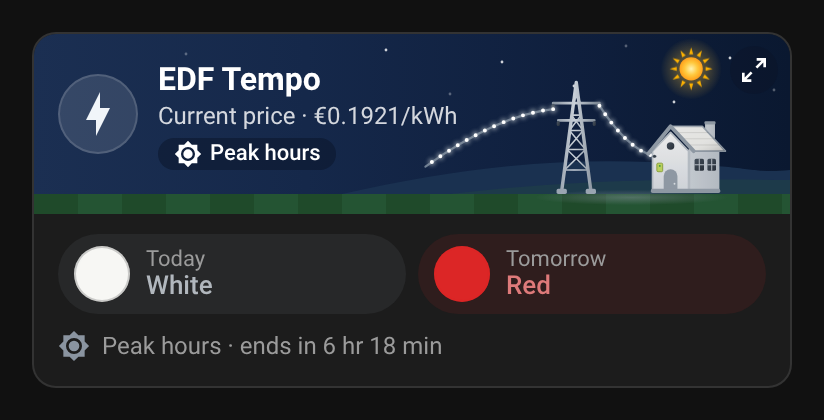 EDF Tempo
Current price · €0.1921/kWh
Peak hours
Today
White
Tomorrow
Red
Peak hours · ends in 6 hr 18 min